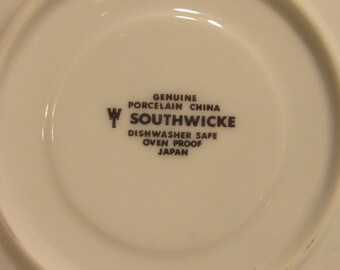 GENUINE
PORCELAIN CHINA
SOUTHWICKE
DISHWASHER SAFE
OVEN PROOF
JAPAN